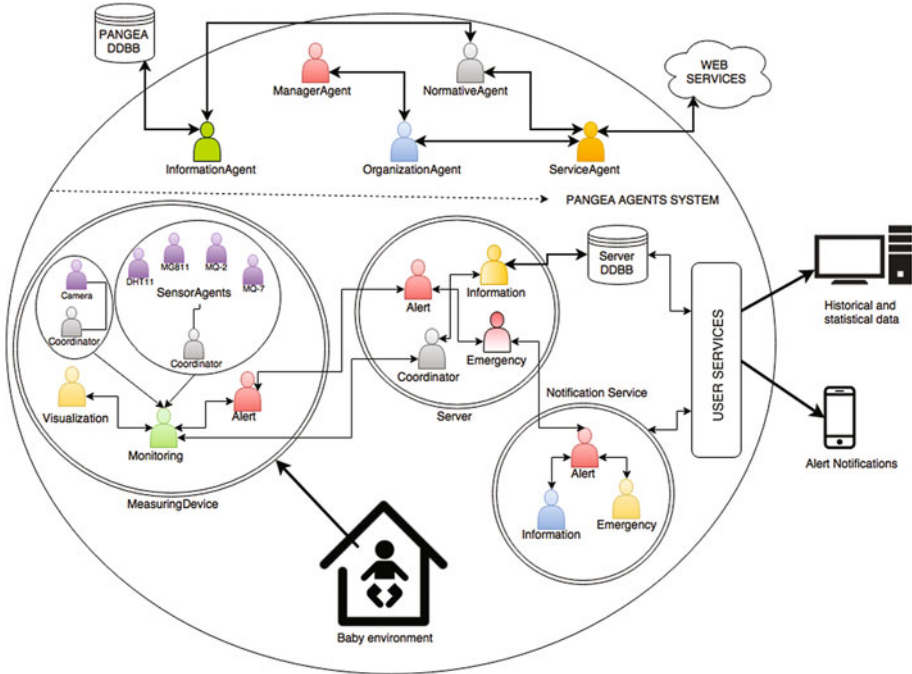 PANGEA
DDBB
ManagerAgent
NormativeAgent
WEB
SERVICES
InformationAgent
OrganizationAgent
ServiceAgent
PANGEA AGENTS SYSTEM
DHT11
MG811
MQ-2
MQ-7
SensorAgents
Camera
Coordinator
Coordinator
Visualization
Alert
Monitoring
MeasuringDevice
Alert
Information
Coordinator
Emergency
Server
Server
DDBB
Notification Service
Alert
Information
Emergency
USER SERVICES
Historical and
statistical data
Alert Notifications
Baby environment